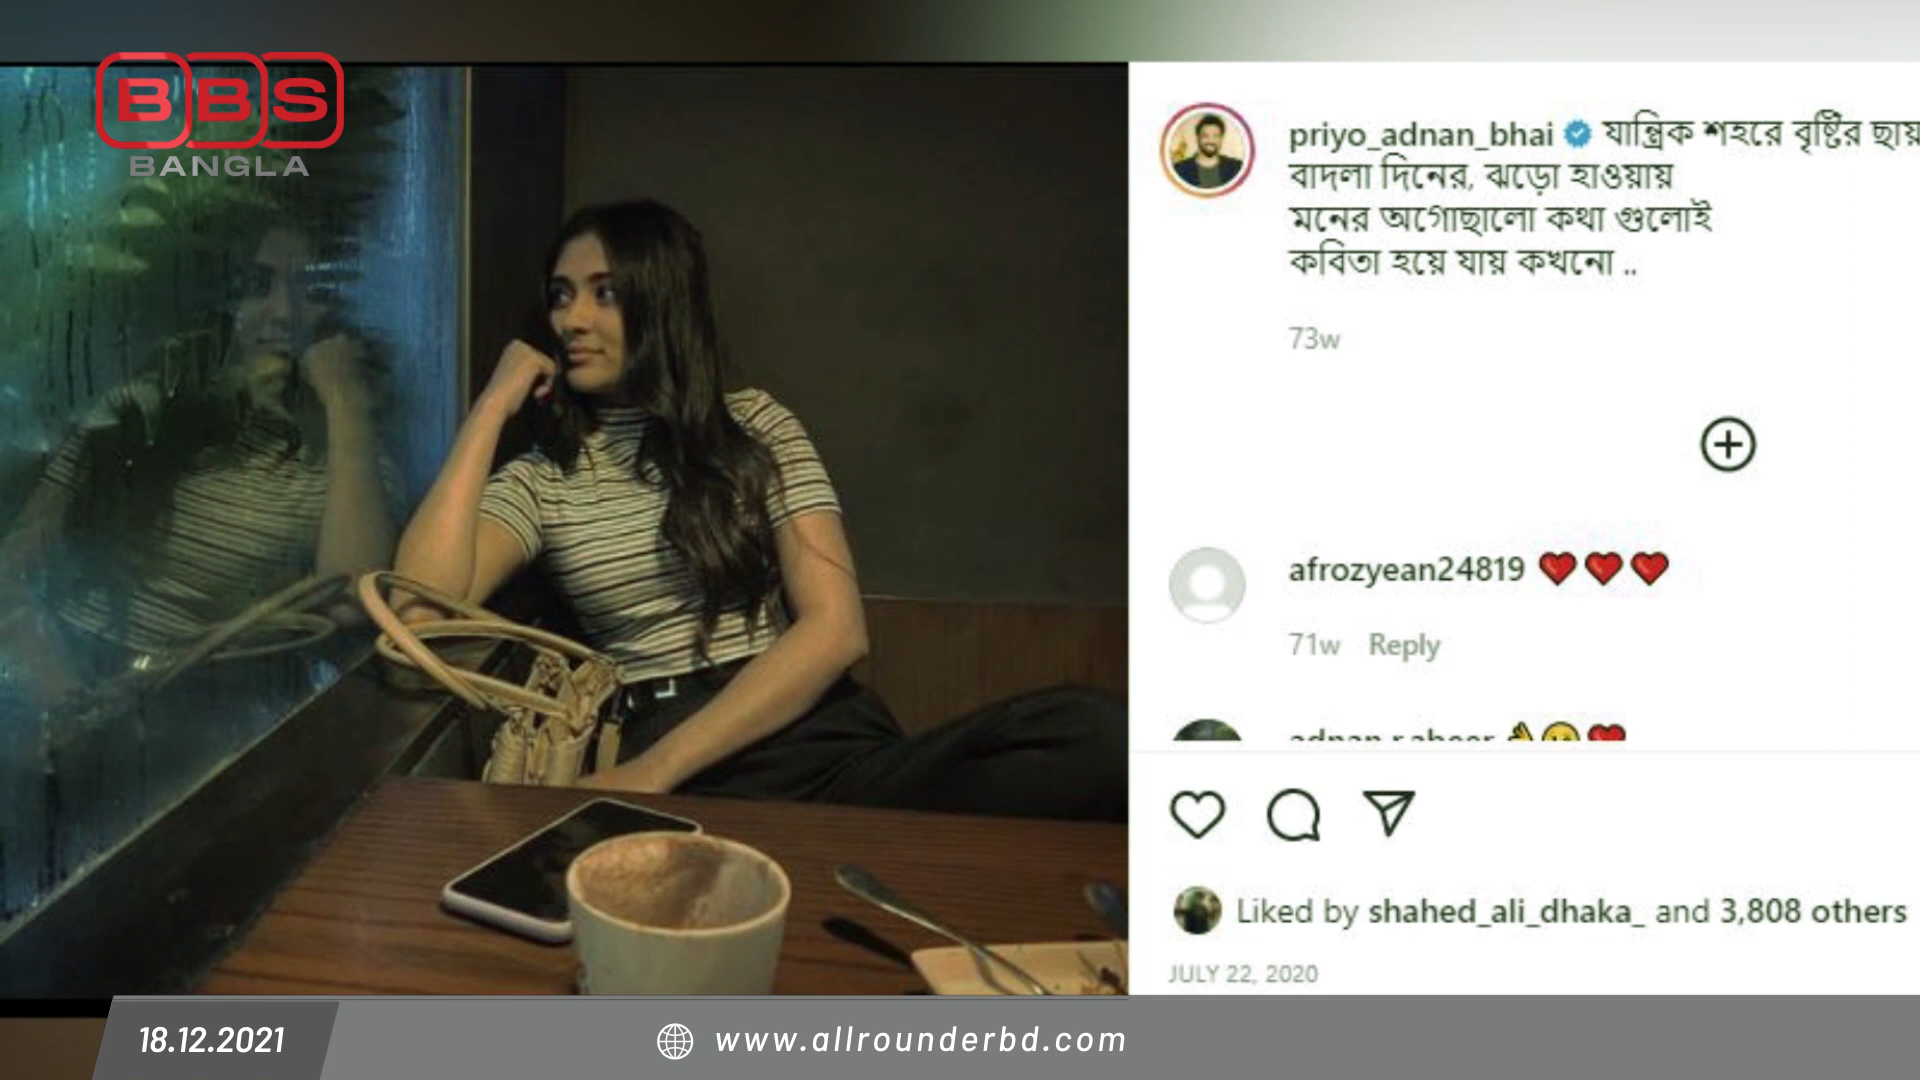 BBS
BANGLA
priyo_adnan_bhai যান্ত্রিক শহরে বৃষ্টির
বাদলা দিনের, ঝড়ো হাওয়ায়
মনের অগোছালো কথা গুলোই
কবিতা হয়ে যায় কখনো ..
73w
afrozyean24819 ❤️❤️❤️
71w Reply
Liked by shahed_ali_dhaka_ and 3,808 others
JULY 22, 2020
18.12.2021
www.allrounderbd.com